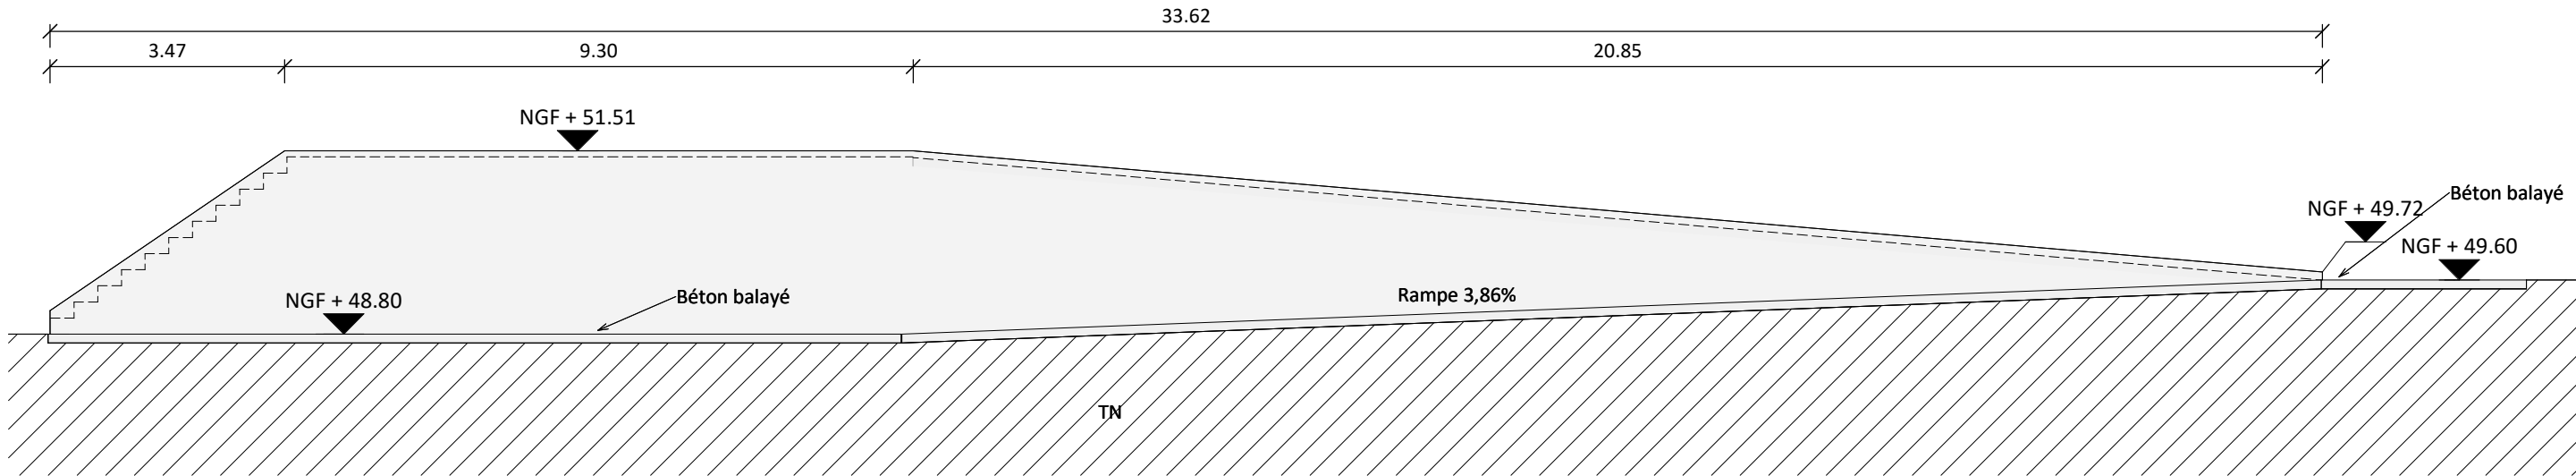 33.62
3.47
9.30
20.85
NGF + 51.51
Béton balayé
NGF + 49.72
NGF + 49.60
NGF + 48.80
Béton balayé
Rampe 3,86%
TN